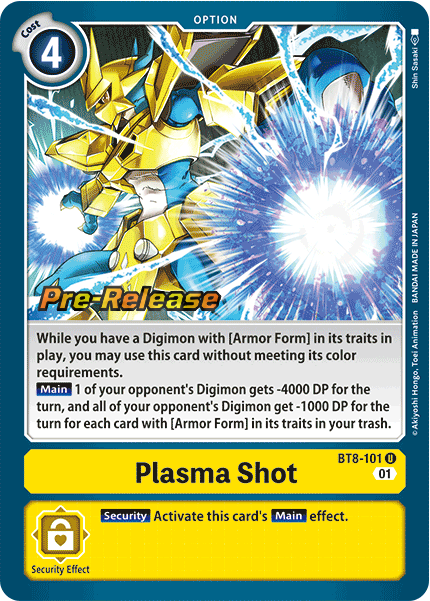 OPTION
Cost
4
Shin Sasaki
©Akiyoshi Hongo, Toei Animation BANDAI MADE IN JAPAN
Pre-Release
While you have a Digimon with [Armor Form] in its traits in
play, you may use this card without meeting its color
requirements.
Main 1 of your opponent's Digimon gets -4000 DP for the
turn, and all of your opponent's Digimon get -1000 DP for the
turn for each card with [Armor Form] in its traits in your trash.
BT8-101 U
Plasma Shot
01
Security Activate this card's Main effect.
Security Effect